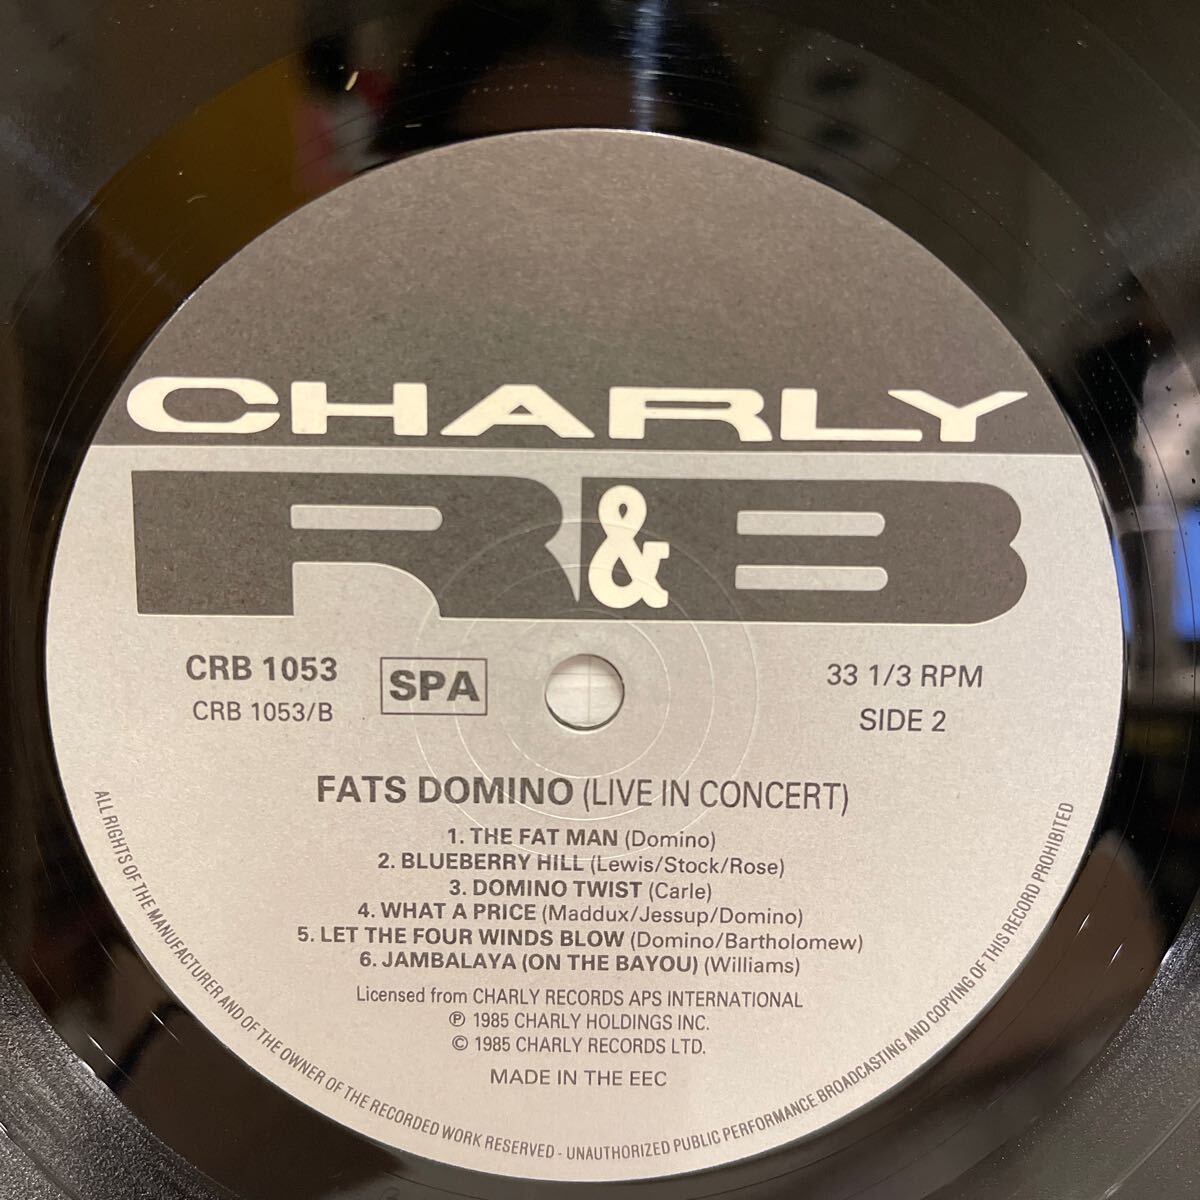 CHARLY
R&B
CRB 1053
CRB 1053/B
SPA
33 1/3 RPM
SIDE 2
FATS DOMINO (LIVE IN CONCERT)
1. THE FAT MAN (Domino)
2. BLUEBERRY HILL (Lewis/Stock/Rose)
3. DOMINO TWIST (Carle)
4. WHAT A PRICE (Maddux/Jessup/Domino)
5. LET THE FOUR WINDS BLOW (Domino/Bartholomew)
6. JAMBALAYA (ON THE BAYOU) (Williams)
Licensed from CHARLY RECORDS APS INTERNATIONAL
℗ 1985 CHARLY HOLDINGS INC.
© 1985 CHARLY RECORDS LTD.
MADE IN THE EEC
ALL RIGHTS OF THE MANUFACTURER AND OF THE OWNER OF THE RECORDED WORK RESERVED - UNAUTHORIZED PUBLIC PERFORMANCE BROADCASTING AND COPYING OF THIS RECORD PROHIBITED